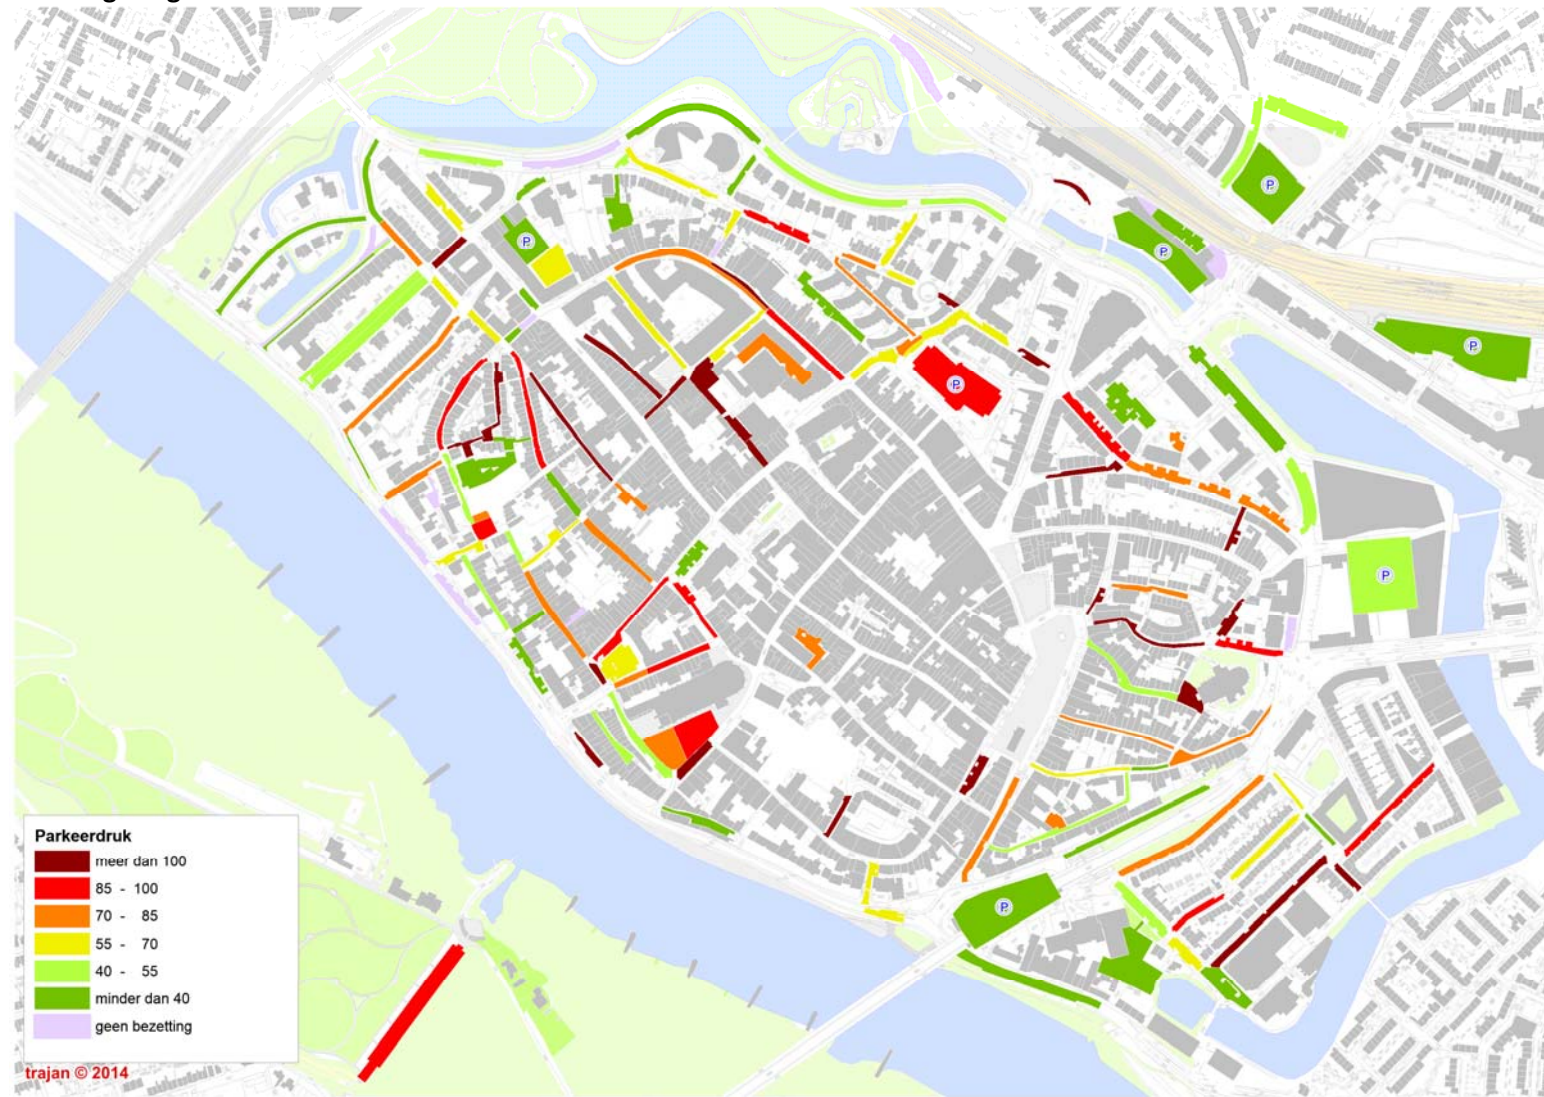 P
P
P
P
P
P
P
Parkeerdruk
meer dan 100
85 - 100
70 - 85
55 - 70
40 - 55
minder dan 40
geen bezetting
trajan © 2014